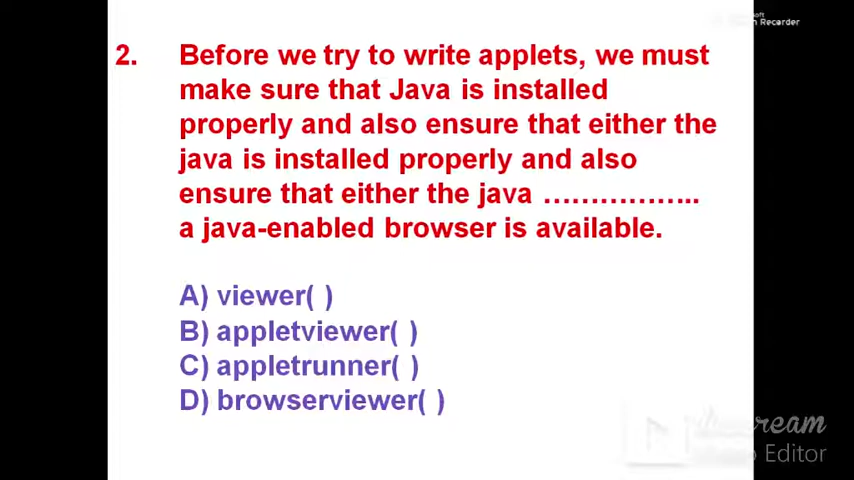 Recorder
2. Before we try to write applets, we must
make sure that Java is installed
properly and also ensure that either the
java is installed properly and also
ensure that either the java ……………..
a java-enabled browser is available.
A) viewer( )
B) appletviewer( )
C) appletrunner( )
D) browserviewer( )
Editor